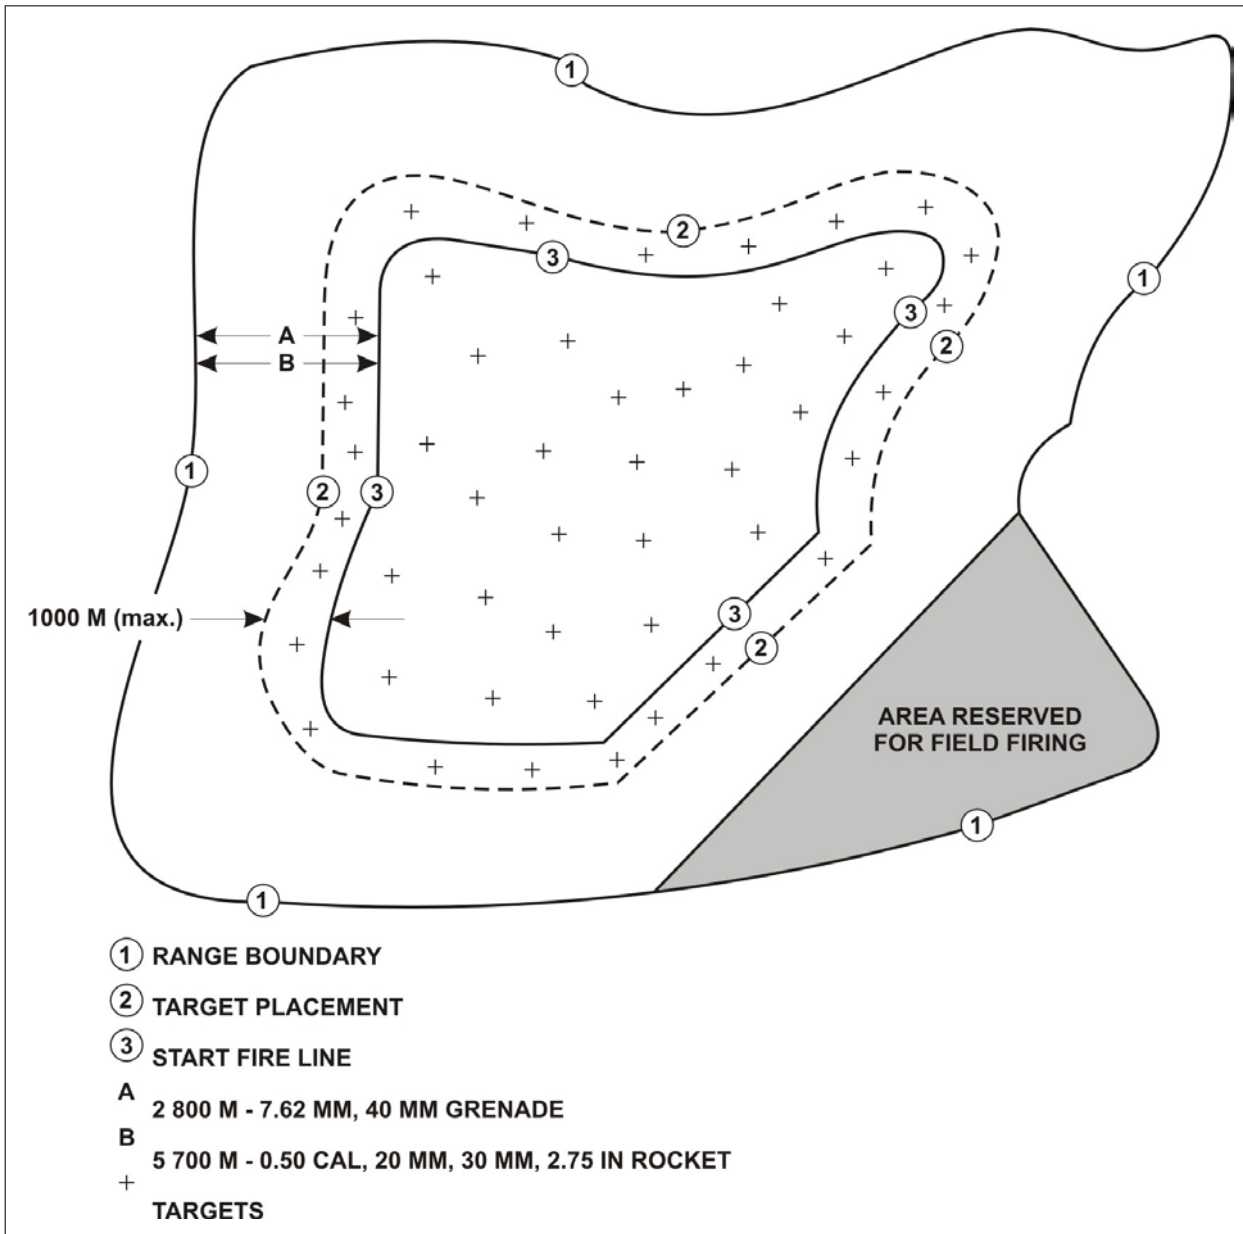 1
2
3
1
3
2
A
B
1
2
3
1000 M (max.)
3
2
AREA RESERVED
FOR FIELD FIRING
1
1
1 RANGE BOUNDARY
2 TARGET PLACEMENT
3 START FIRE LINE
A
2 800 M - 7.62 MM, 40 MM GRENADE
B
5 700 M - 0.50 CAL, 20 MM, 30 MM, 2.75 IN ROCKET
+
TARGETS